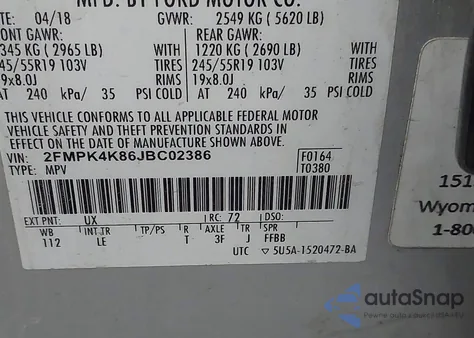 MFD. BY FORD MOTOR CO.
DATE: 04/18 GVWR: 2549 KG ( 5620 LB)
FRONT GAWR: REAR GAWR:
1345 KG ( 2965 LB) WITH 1220 KG ( 2690 LB) WITH
245/55R19 103V TIRES 245/55R19 103V TIRES
19x8.0J RIMS 19x8.0J RIMS
AT 240 kPa/ 35 PSI COLD AT 240 kPa/ 35 PSI COLD
THIS VEHICLE CONFORMS TO ALL APPLICABLE FEDERAL MOTOR
VEHICLE SAFETY AND THEFT PREVENTION STANDARDS IN
EFFECT ON THE DATE OF MANUFACTURE SHOWN ABOVE.
VIN: 2FMPK4K86JBC02386 F0164
TYPE: MPV T0380
EXT PNT: UX RC: 72 DSO:
WB INT TR TP/PS R AXLE TR SPR
112 LE T 3F J FFBB
UTC ▽ 5U5A-1520472-BA
151
Wyom
1-80
autoSnap